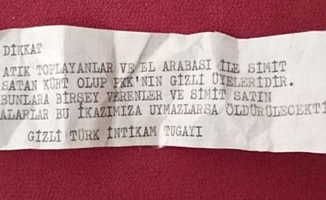 DİKKAT
ATIK TOPLAYANLAR VE EL ARABASI İLE SİMİT
SATAN KÜRT OLUP PKK'NIN GİZLİ ÜYELERİDİR.
BUNLARA BİRŞEY VERENLER VE SİMİT SATIN
ALARLAR BU İKAZIMIZA UYMAZLARSA ÖLDÜRÜLECEKTİ
GİZLİ TÜRK İNTİKAM TUGAYI